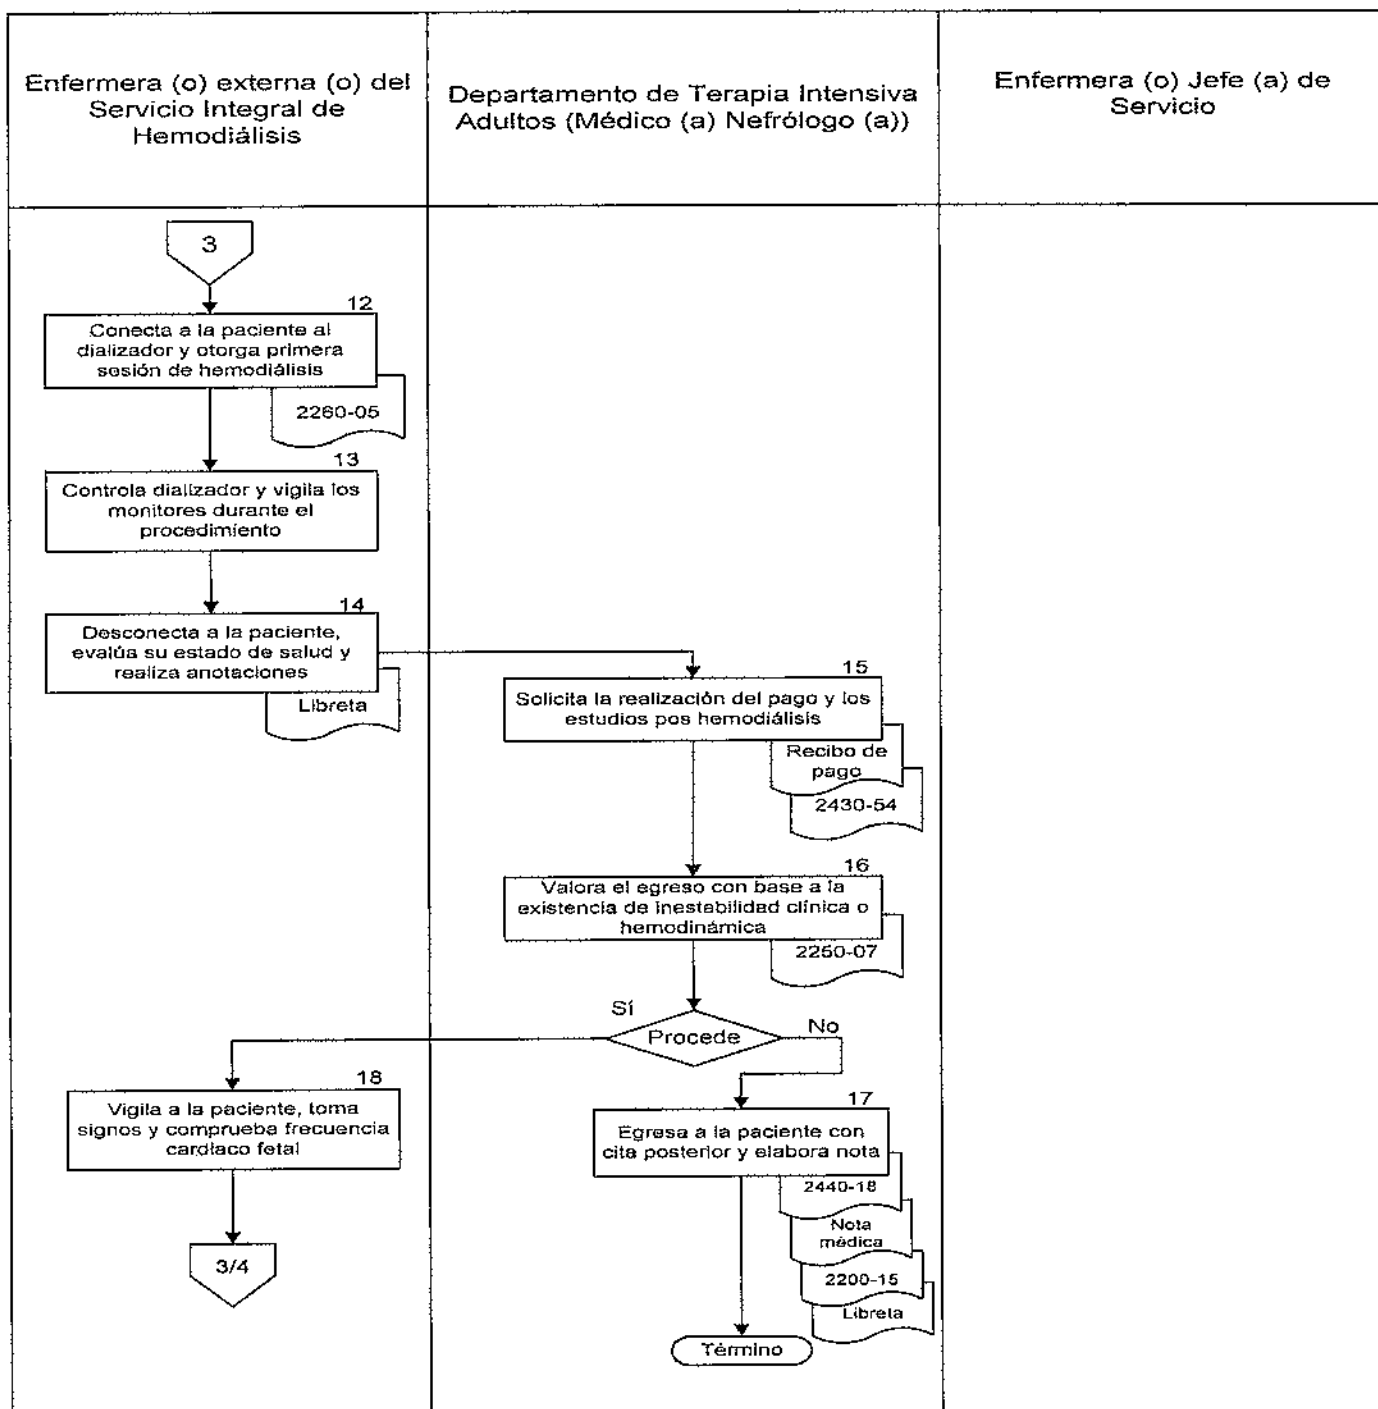 Enfermera (o) externa (o) del
Servicio Integral de
Hemodiálisis
Departamento de Terapia Intensiva
Adultos (Médico (a) Nefrólogo (a))
Enfermera (o) Jefe (a) de
Servicio
3
12
Conecta a la paciente al
dializador y otorga primera
sesión de hemodiálisis
2260-05
13
Controla dializador y vigila los
monitores durante el
procedimiento
14
Desconecta a la paciente,
evalúa su estado de salud y
realiza anotaciones
Libreta
15
Solicita la realización del pago y los
estudios pos hemodiálisis
Recibo de
pago
2430-54
16
Valora el egreso con base a la
existencia de inestabilidad clínica o
hemodinámica
2250-07
Sí
Procede
No
18
Vigila a la paciente, toma
signos y comprueba frecuencia
cardiaco fetal
3/4
17
Egresa a la paciente con
cita posterior y elabora nota
2440-18
Nota
médica
2200-15
Libreta
Término